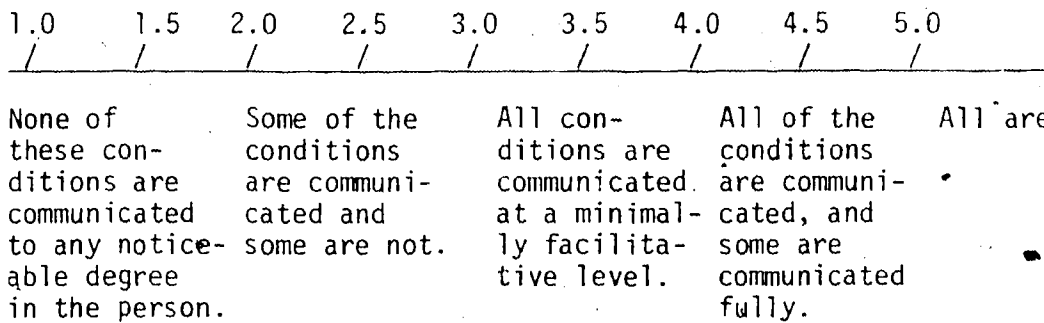 1.0 1.5 2.0 2.5 3.0 3.5 4.0 4.5 5.0
/ / / / / / / / /
None of
these con-
ditions are
communicated
to any notice-
able degree
in the person.
Some of the
conditions
are communi-
cated and
some are not.
All con-
ditions are
communicated
at a minimal-
ly facilita-
tive level.
All of the
conditions
are communi-
cated, and
some are
communicated
fully.
All are